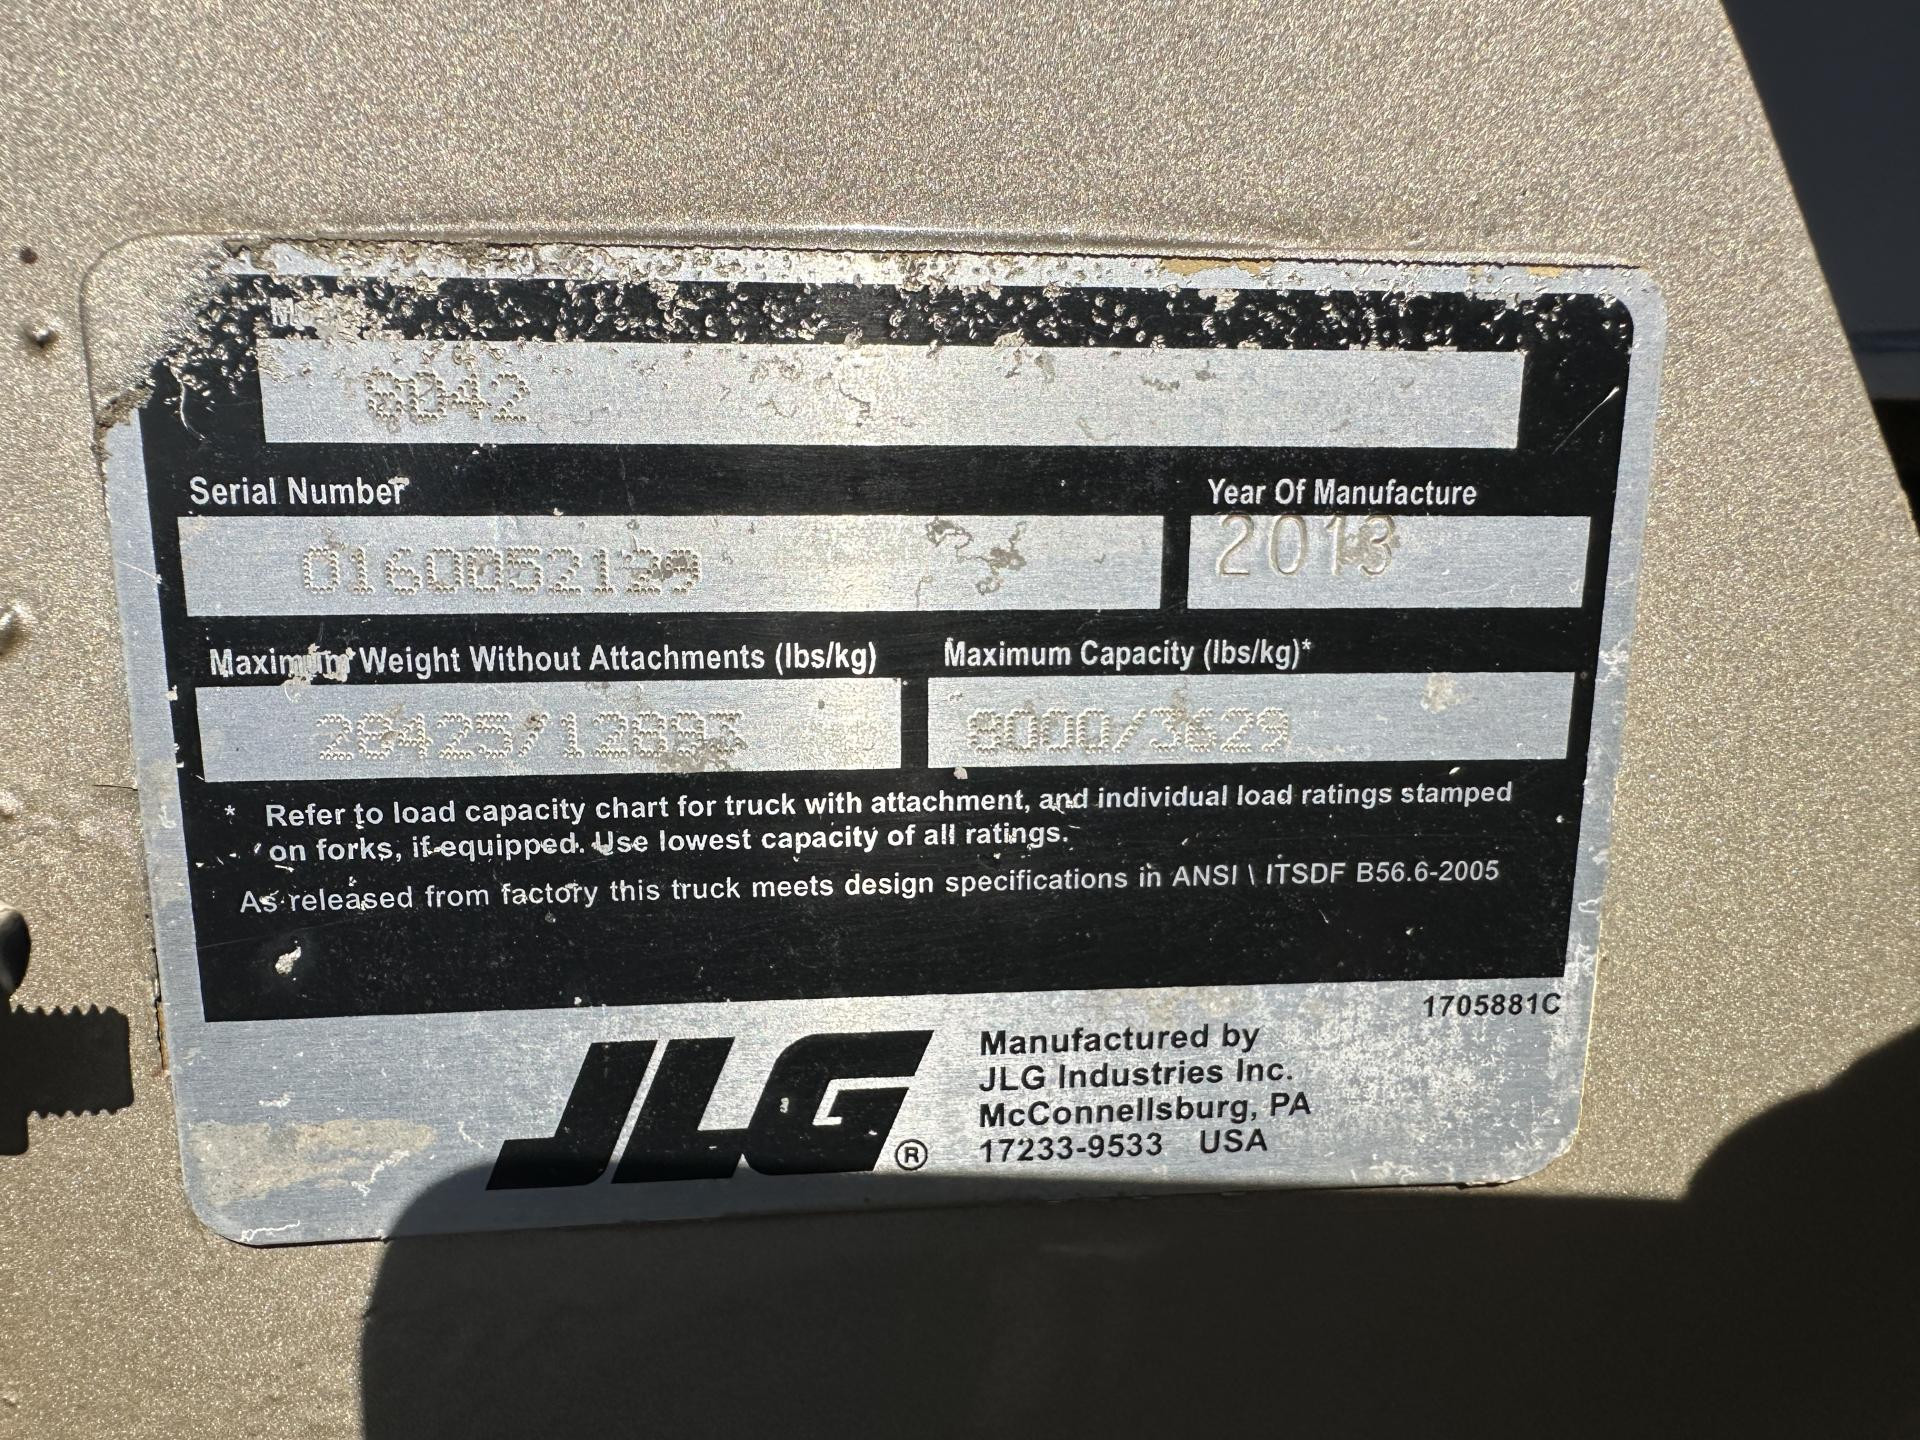 8042
Serial Number
Year Of Manufacture
0160052129
2013
Maximum Weight Without Attachments (lbs/kg)
Maximum Capacity (lbs/kg)*
28425/12893
8000/3629
* Refer to load capacity chart for truck with attachment, and individual load ratings stamped
on forks, if equipped. Use lowest capacity of all ratings.
As released from factory this truck meets design specifications in ANSI \ ITSDF B56.6-2005
1705881C
JLG®
Manufactured by
JLG Industries Inc.
McConnellsburg, PA
17233-9533 USA